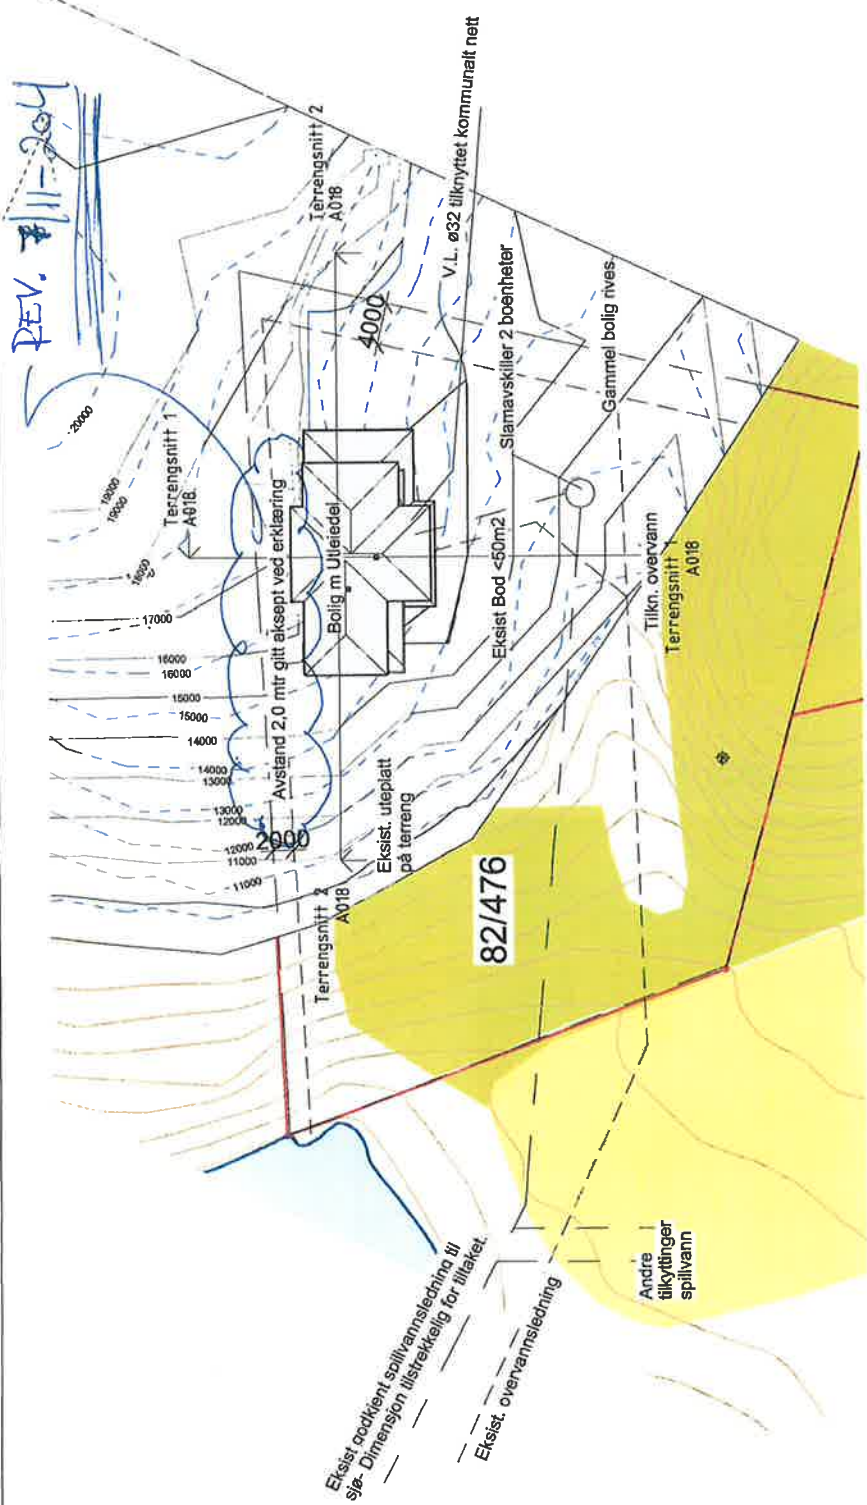 REV. 7/11-2014
20000
19000
19000
18000
17000
16000
16000
15000
15000
14000
14000
13000
13000
12000
12000
11000
11000
Terrengsnitt 1
A018
Terrengsnitt 2
A018
Avstand 2,0 mtr gitt aksept ved erklæring
Bolig m Utleiedel
4000
2000
V.L. ø32 tilknyttet kommunalt nett
Slamavskiller 2 boenheter
Gammel bolig rives
Eksist Bod <50m2
Tilkn. overvann
Terrengsnitt 1
A018
Eksist. uteplatt
på terreng
Terrengsnitt 2
A018
82/476
Eksist godkjent spillvannsledning til
sjø- Dimensjon tilstrekkelig for tiltaket.
Eksist. overvannsledning
Andre
tilkyttinger
spillvann